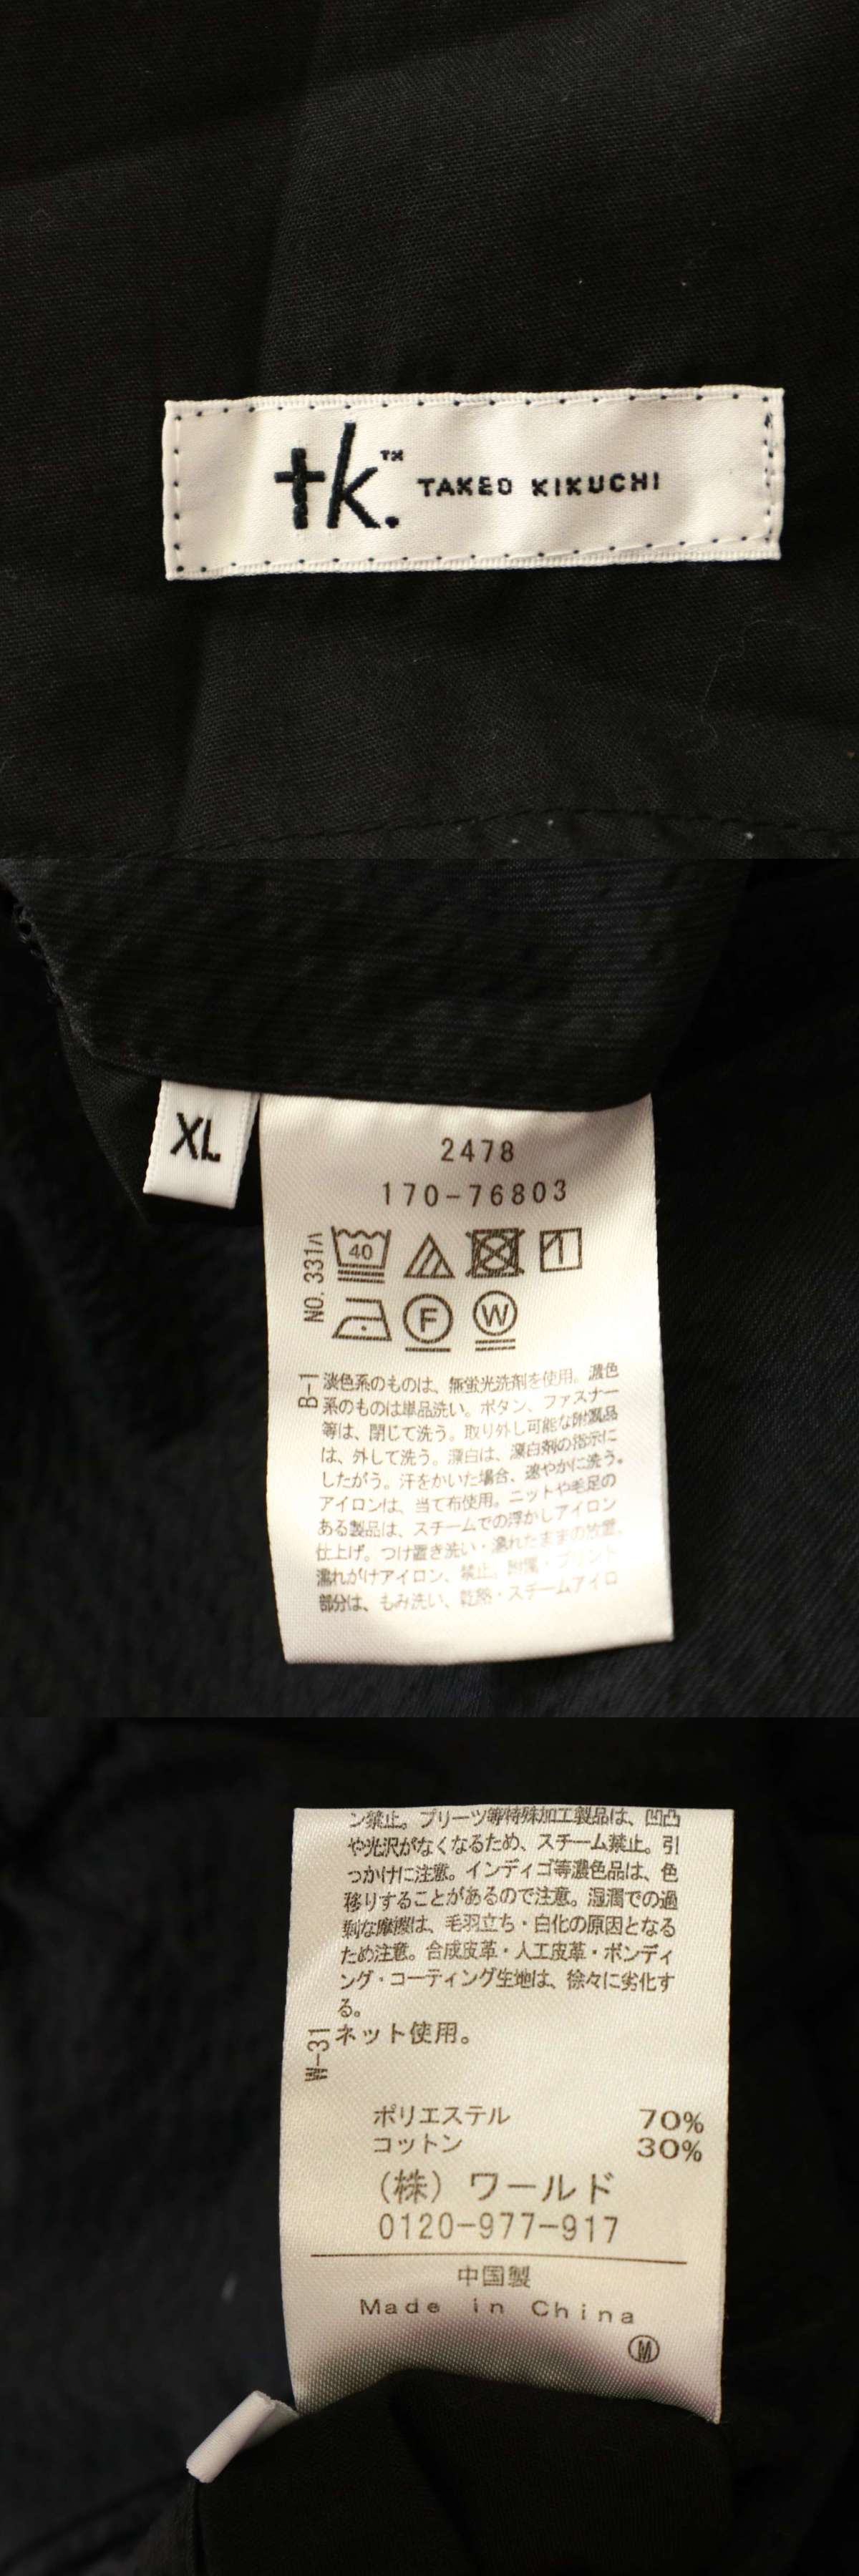 tk.™ TAKEO KIKUCHI
XL
2478
170-76803
NO. 331A
40
F
W
B-1
淡色系のものは、無蛍光洗剤を使用。濃色
系のものは単品洗い。ボタン、ファスナー
等は、閉じて洗う。取り外し可能な附属品
は、外して洗う。漂白は、漂白剤の指示に
したがう。汗をかいた場合、速やかに洗う。
アイロンは、当て布使用。ニットや毛足の
ある製品は、スチームでの浮かしアイロン
仕上げ。つけ置き洗い・濡れたままの放置、
濡れがけアイロン、禁止。附属・プリント
部分は、もみ洗い、乾熱・スチームアイロ
ン禁止。プリーツ等特殊加工製品は、凹凸
や光沢がなくなるため、スチーム禁止。引
っかけに注意。インディゴ等濃色品は、色
移りすることがあるので注意。湿潤での過
剰な摩擦は、毛羽立ち・白化の原因となる
ため注意。合成皮革・人工皮革・ボンディ
ング・コーティング生地は、徐々に劣化す
る。
W-31
ネット使用。
ポリエステル 70%
コットン 30%
(株) ワールド
0120-977-917
中国製
Made in China
Ⓜ